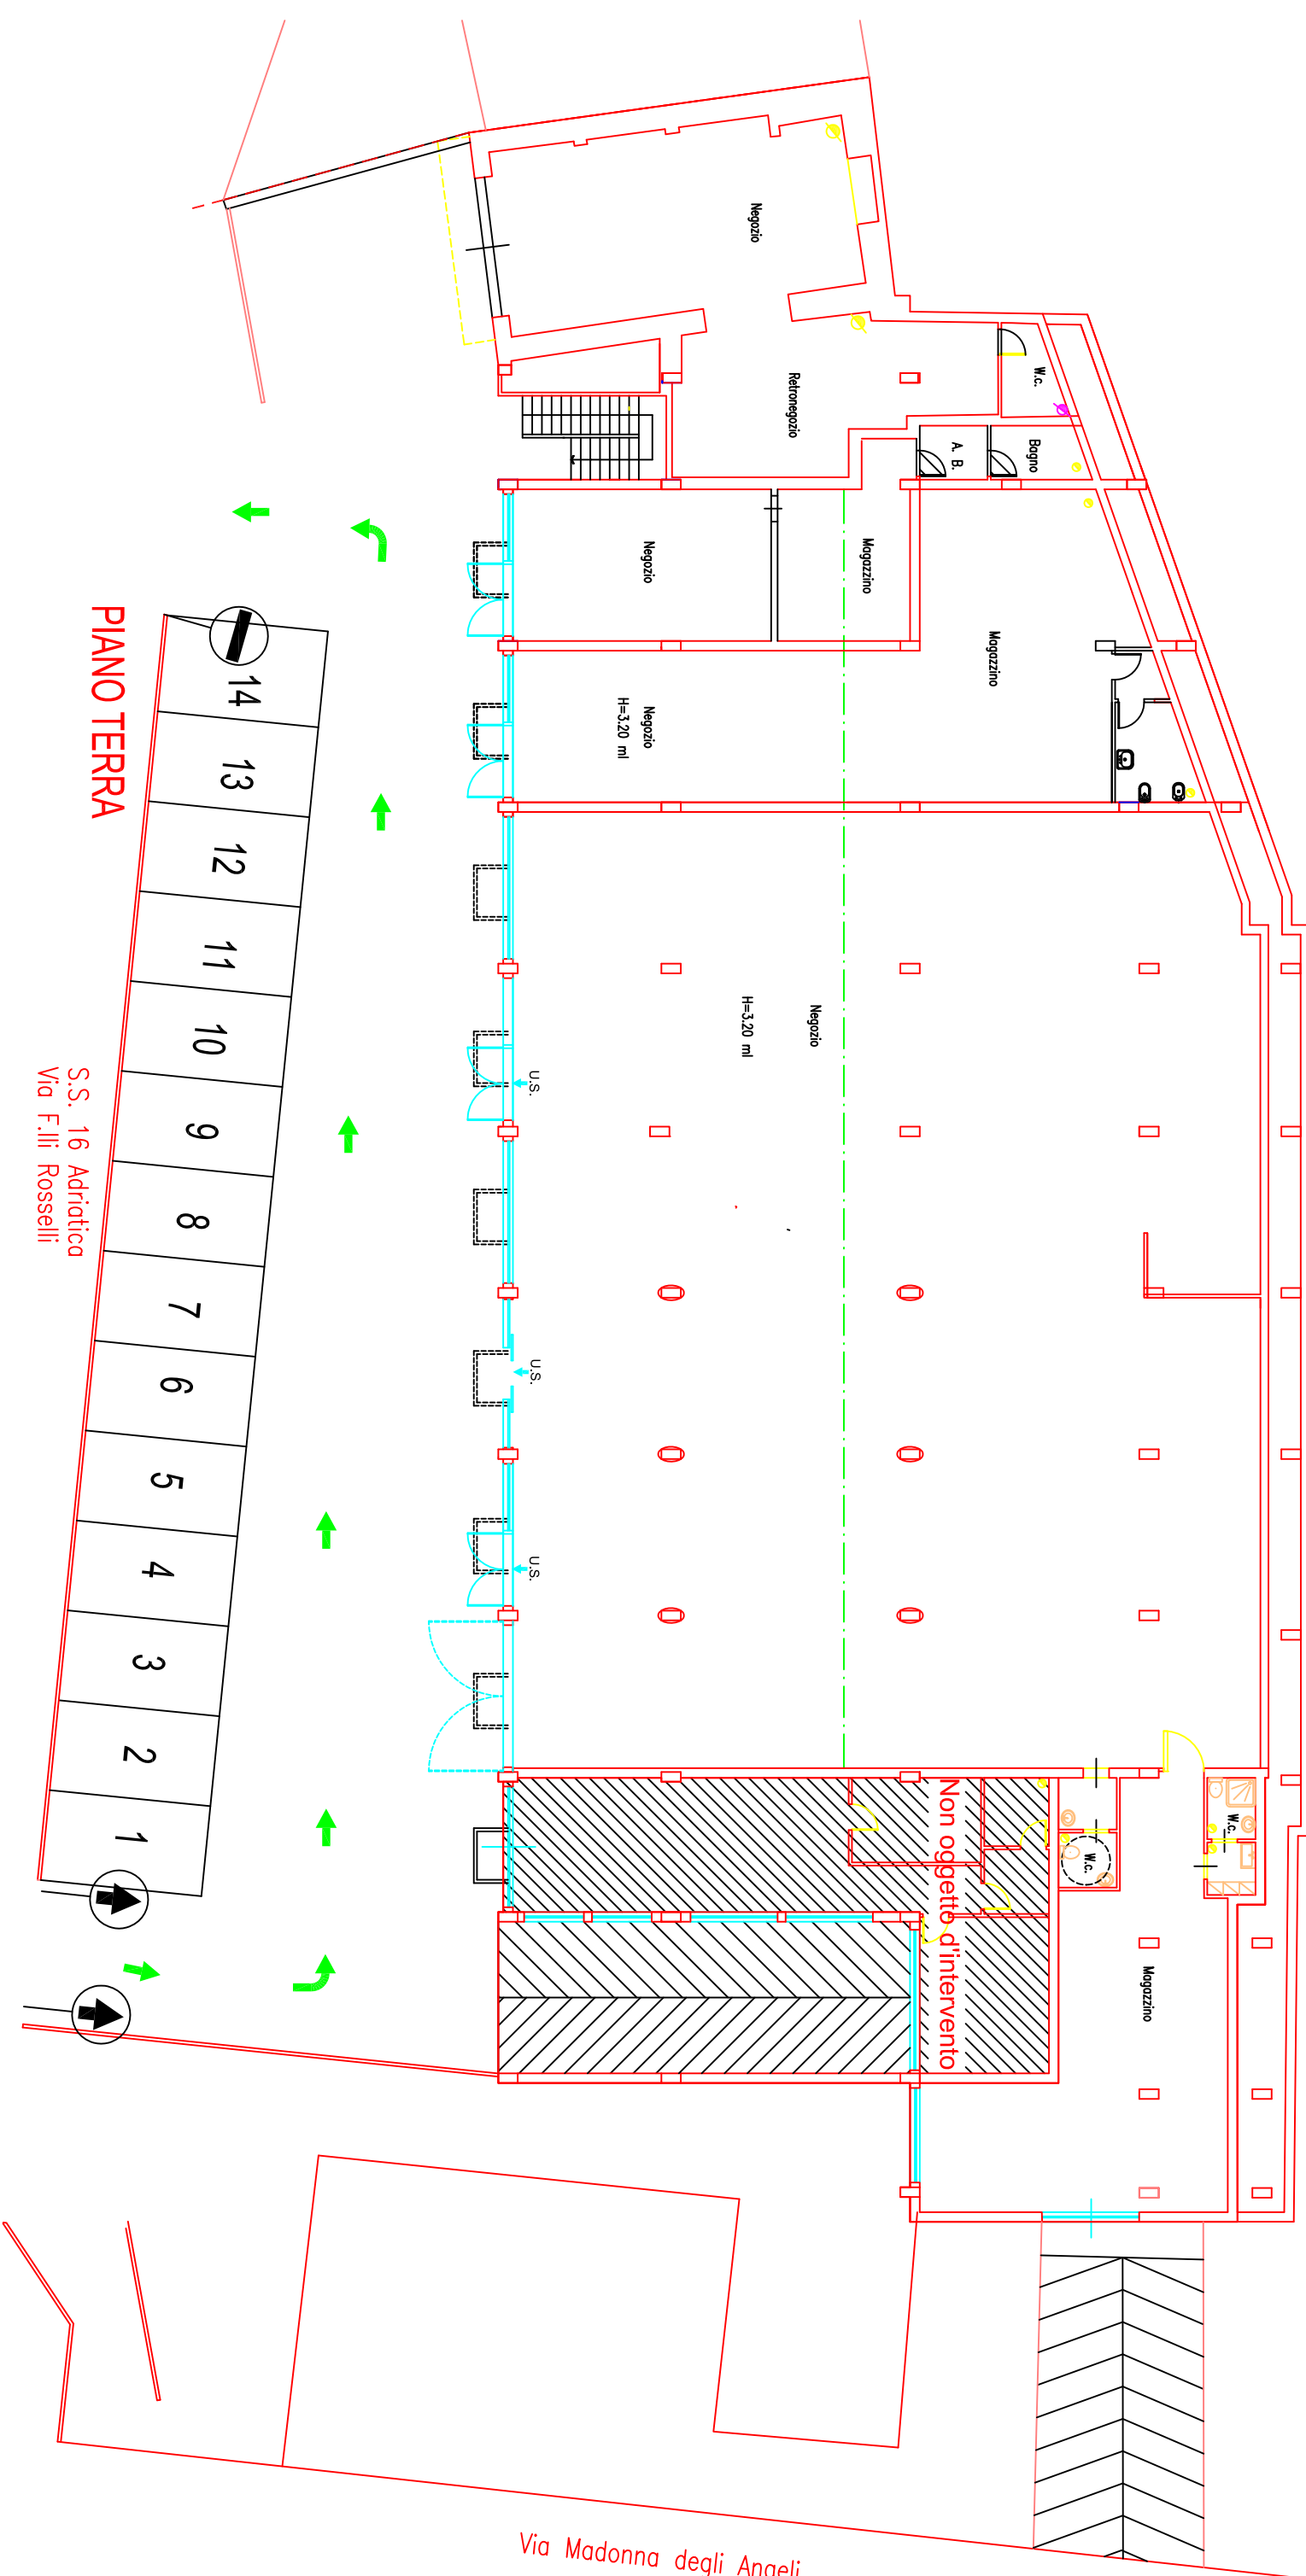 Negozio
Retronegozio
W.c.
A. B.
Bagno
Negozio
Magazzino
Magazzino
Negozio
H=3.20 ml
Negozio
H=3.20 ml
U.S.
U.S.
U.S.
Non oggetto d'intervento
W.c.
W.c.
Magazzino
14
13
12
11
10
9
8
7
6
5
4
3
2
1
PIANO TERRA
S.S. 16 Adriatica
Via F.lli Rosselli
Via Madonna degli Angeli